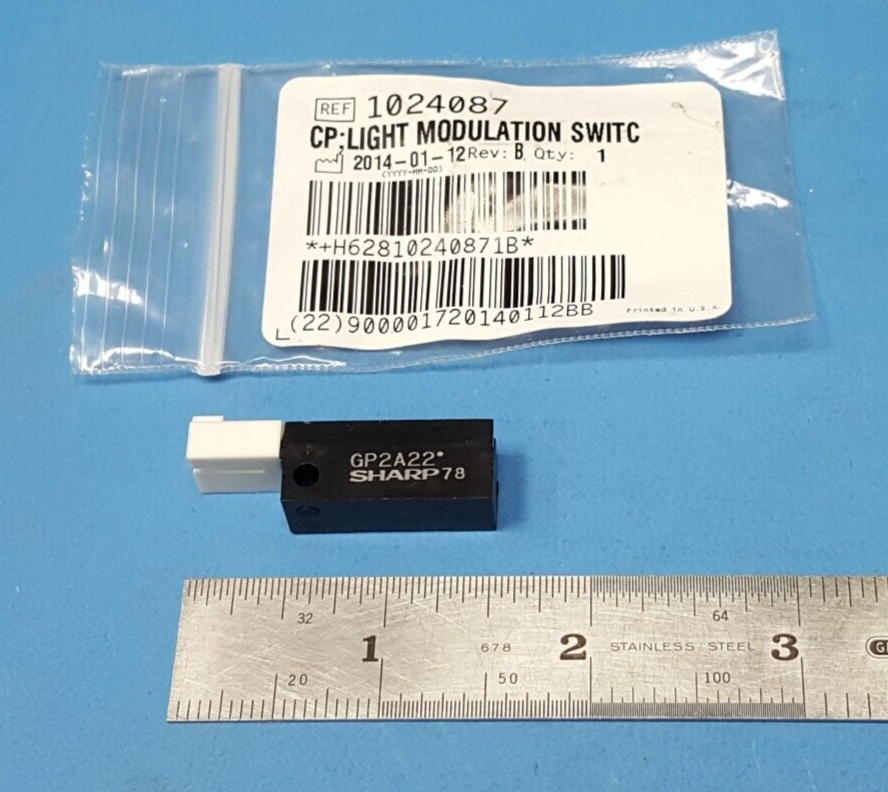 REF 1024087
CP;LIGHT MODULATION SWITC
2014-01-12 Rev: B Qty: 1
(YYYY-MM-DD)
*+H62810240871B*
(22)900001720140112BB
Printed in U.S.A
GP2A22
SHARP 78
32 64
1 678 2 STAINLESS STEEL 3
20 50 100